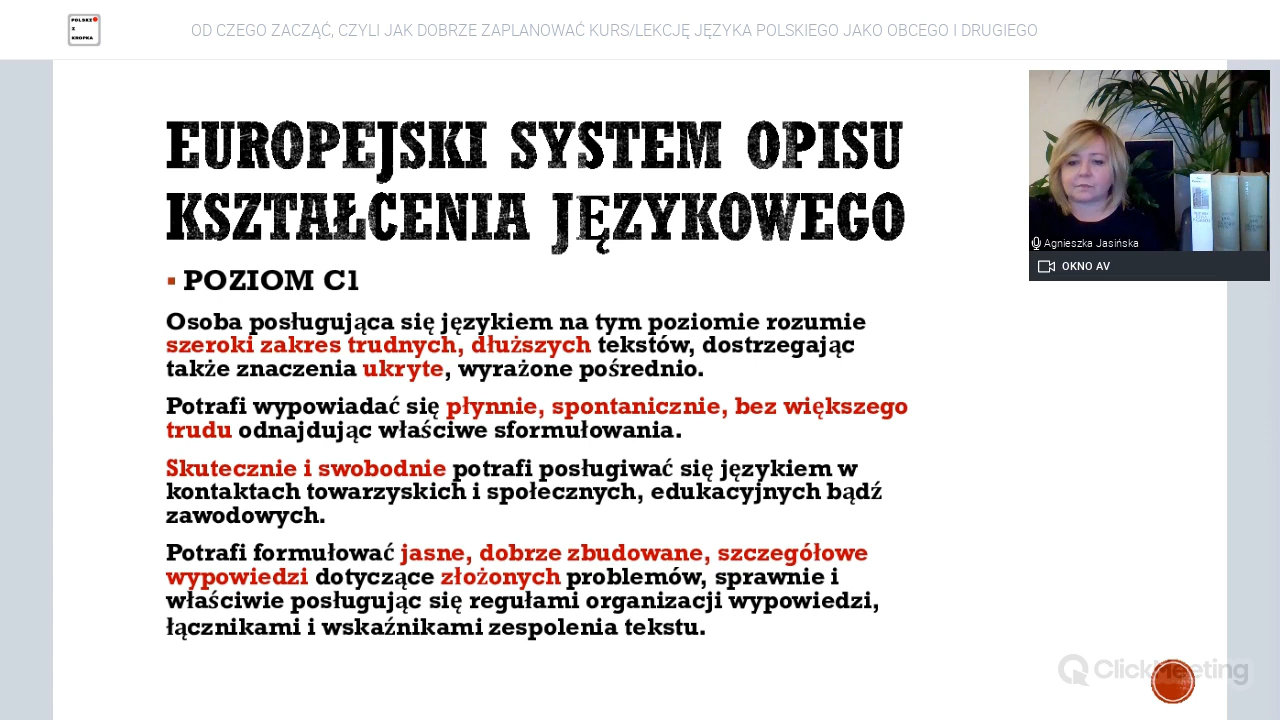 POLSKI
Z
KROPKA
OD CZEGO ZACZĄĆ, CZYLI JAK DOBRZE ZAPLANOWAĆ KURS/LEKCJĘ JĘZYKA POLSKIEGO JAKO OBCEGO I DRUGIEGO
EUROPEJSKI SYSTEM OPISU
KSZTAŁCENIA JĘZYKOWEGO
▪ POZIOM C1
Osoba posługująca się językiem na tym poziomie rozumie
szeroki zakres trudnych, dłuższych tekstów, dostrzegając
także znaczenia ukryte, wyrażone pośrednio.
Potrafi wypowiadać się płynnie, spontanicznie, bez większego
trudu odnajdując właściwe sformułowania.
Skutecznie i swobodnie potrafi posługiwać się językiem w
kontaktach towarzyskich i społecznych, edukacyjnych bądź
zawodowych.
Potrafi formułować jasne, dobrze zbudowane, szczegółowe
wypowiedzi dotyczące złożonych problemów, sprawnie i
właściwie posługując się regułami organizacji wypowiedzi,
łącznikami i wskaźnikami zespolenia tekstu.
Agnieszka Jasińska
OKNO AV
ClickMeeting